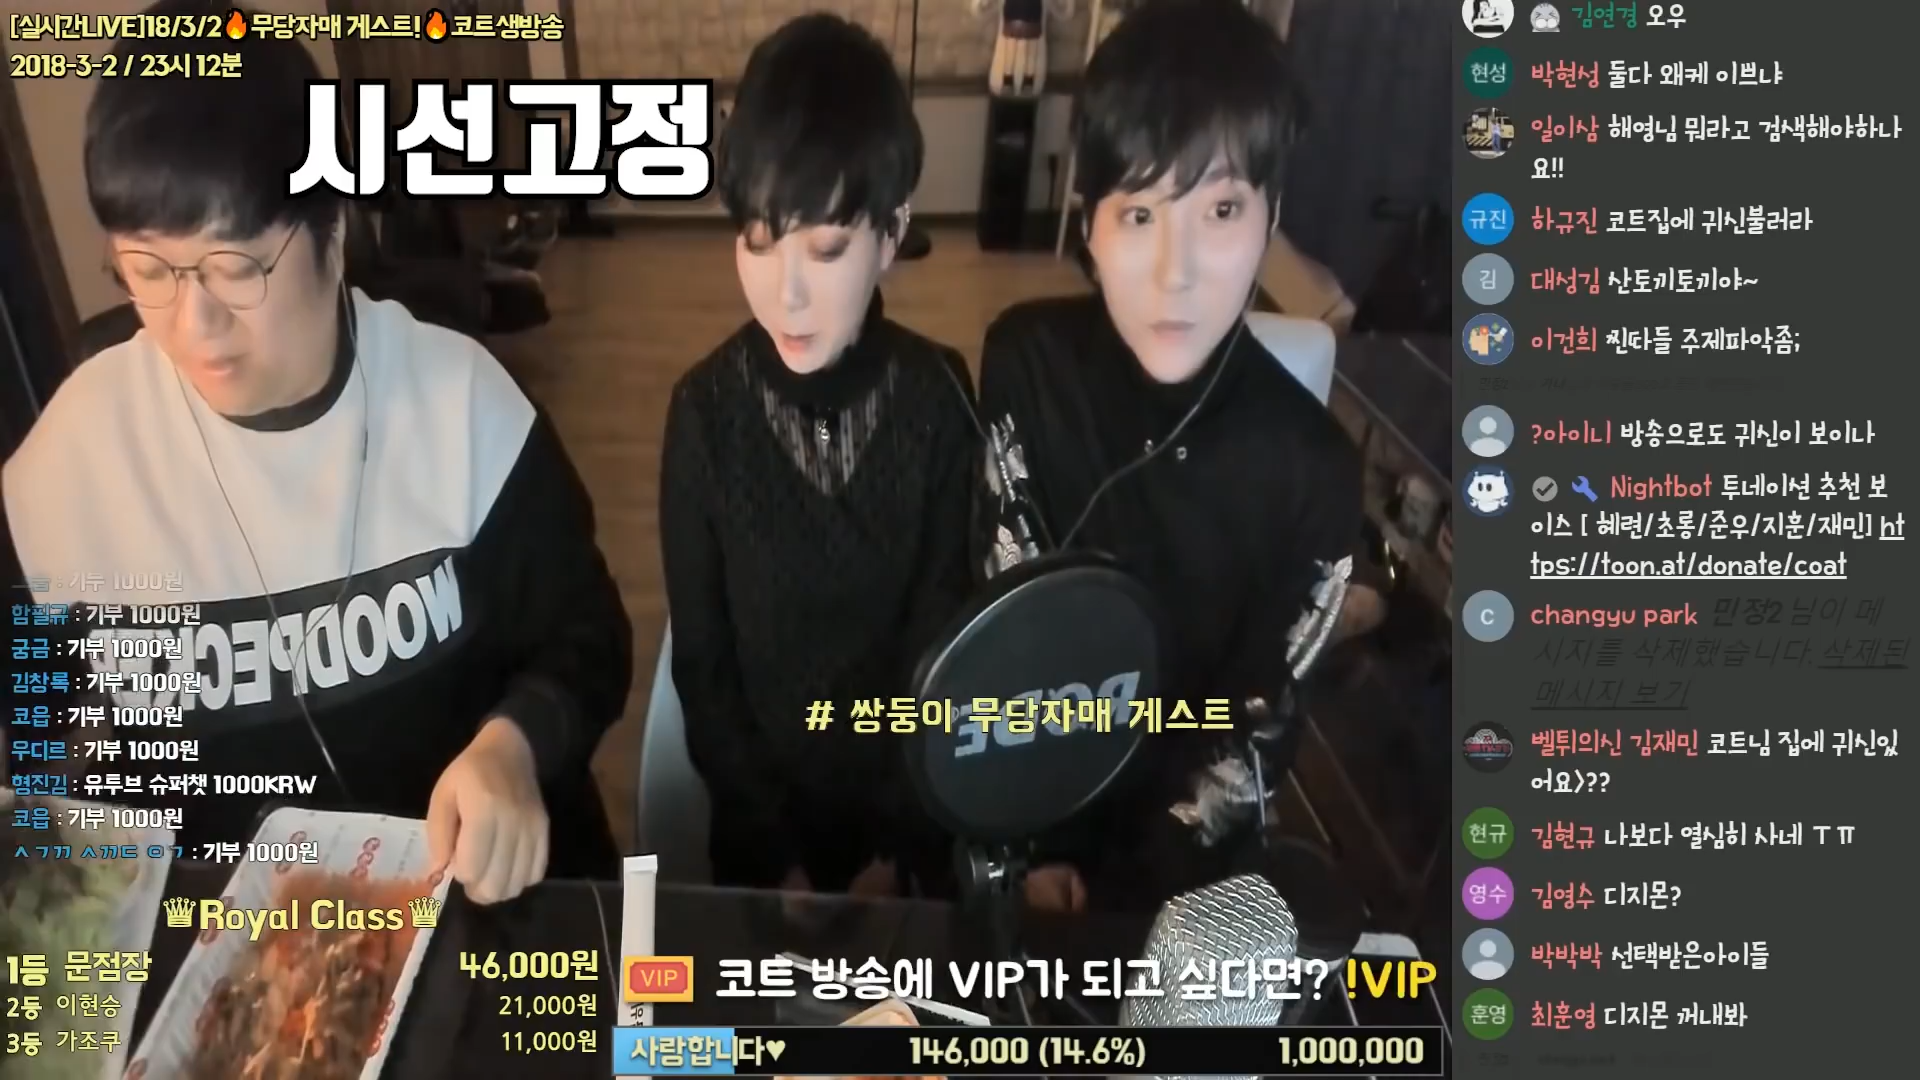 [실시간LIVE]18/3/2🔥무당자매 게스트!🔥코트생방송
2018-3-2 / 23시 12분
시선고정
: 기부 1000원
함필규 : 기부 1000원
궁금 : 기부 1000원
김창록 : 기부 1000원
코읍 : 기부 1000원
우디르 : 기부 1000원
형진김 : 유투브 슈퍼챗 1000KRW
코읍 : 기부 1000원
ㅅㄱㄲ ㅅㄲㄷ ㅇㄱ : 기부 1000원
WOODPECKER
# 쌍둥이 무당자매 게스트
Royal Class
1등 문점장 46,000원
2등 이현승 21,000원
3등 가조쿠 11,000원
VIP 코트 방송에 VIP가 되고 싶다면? !VIP
사랑합니다♥ 146,000 (14.6%) 1,000,000
김연경 오우
현성 박현성 둘다 왜케 이쁘냐
일이삼 해영님 뭐라고 검색해야하나
요!!
규진 하규진 코트집에 귀신불러라
김 대성김 산토끼토끼야~
이건희 찐따들 주제파악좀;
?아이니 방송으로도 귀신이 보이나
Nightbot 투네이션 추천 보
이스 [ 혜련/초롱/준우/지훈/재민] ht
tps://toon.at/donate/coat
c changyu park 민정2 님이 메
시지를 삭제했습니다. 삭제된
메시지 보기
벨튀의신 김재민 코트님 집에 귀신있
어요>??
현규 김현규 나보다 열심히 사네 ㅜㅠ
영수 김영수 디지몬?
박박박 선택받은아이들
훈영 최훈영 디지몬 꺼내봐